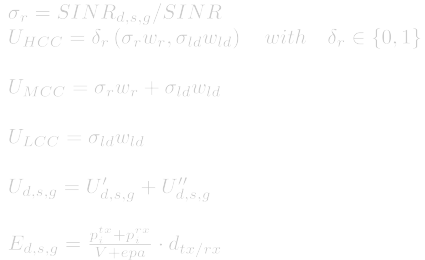 σ_r = SINR_{d,s,g}/SINR
U_{HCC} = δ_r (σ_r w_r, σ_{ld} w_{ld}) with δ_r ∈ {0, 1}
U_{MCC} = σ_r w_r + σ_{ld} w_{ld}
U_{LCC} = σ_{ld} w_{ld}
U_{d,s,g} = U'_{d,s,g} + U''_{d,s,g}
E_{d,s,g} = \frac{p_i^{tx} + p_i^{rx}}{V + epa} · d_{tx/rx}